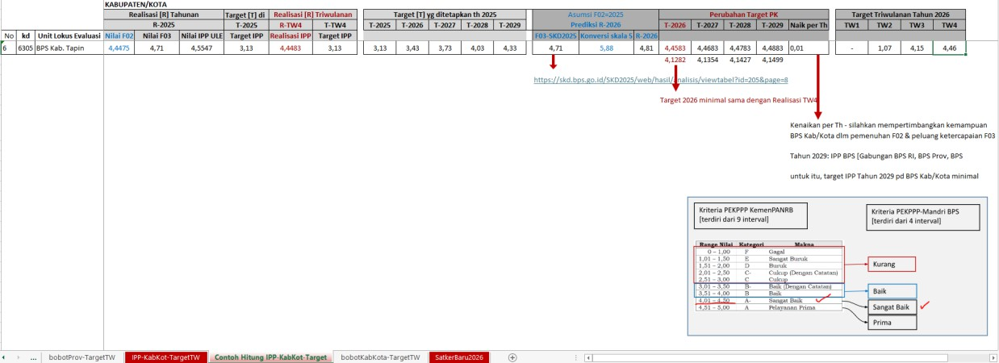 KABUPATEN/KOTA
Realisasi [R] Tahunan Target [T] di Realisasi [R] Triwulanan Target [T] yg ditetapkan th 2025 Asumsi F02=2025 Perubahan Target PK Target Triwulanan Tahun 2026
R-2025 T-2025 R-TW4 T-TW4 T-2025 T-2026 T-2027 T-2028 T-2029 Prediksi R-2026 T-2026 T-2027 T-2028 T-2029 Naik per Th TW1 TW2 TW3 TW4
No kd Unit Lokus Evaluasi Nilai F02 Nilai F03 Nilai IPP ULE Target IPP Realisasi IPP Target IPP F03-SKD2025 Konversi skala 5 R-2026
6 6305 BPS Kab. Tapin 4,4475 4,71 4,5547 3,13 4,4483 3,13 3,13 3,43 3,73 4,03 4,33 4,71 5,88 4,81 4,4583 4,4683 4,4783 4,4883 0,01 - 1,07 4,15 4,46
4,1282 4,1354 4,1427 4,1499
https://skd.bps.go.id/SKD2025/web/hasil/analisis/viewtabel?id=205&page=8
Target 2026 minimal sama dengan Realisasi TW4
Kenaikan per Th - silahkan mempertimbangkan kemampuan
BPS Kab/Kota dlm pemenuhan F02 & peluang ketercapaian F03
Tahun 2029: IPP BPS [Gabungan BPS RI, BPS Prov, BPS
untuk itu, target IPP Tahun 2029 pd BPS Kab/Kota minimal
Kriteria PEKPPP KemenPANRB
[terdiri dari 9 interval]
Kriteria PEKPPP-Mandri BPS
[terdiri dari 4 interval]
Range Nilai Kategori Makna
0 – 1,00 F Gagal
1,01 – 1,50 E Sangat Buruk
1,51 – 2,00 D Buruk
2,01 – 2,50 C- Cukup (Dengan Catatan)
2,51 – 3,00 C Cukup
3,01 – 3,50 B- Baik (Dengan Catatan)
3,51 – 4,00 B Baik
4,01 – 4,50 A- Sangat Baik
4,51 – 5,00 A Pelayanan Prima
Kurang
Baik
Sangat Baik
Prima
... bobotProv-TargetTW IPP-KabKot-TargetTW Contoh Hitung IPP-KabKot-Target bobotKabKota-TargetTW SatkerBaru2026